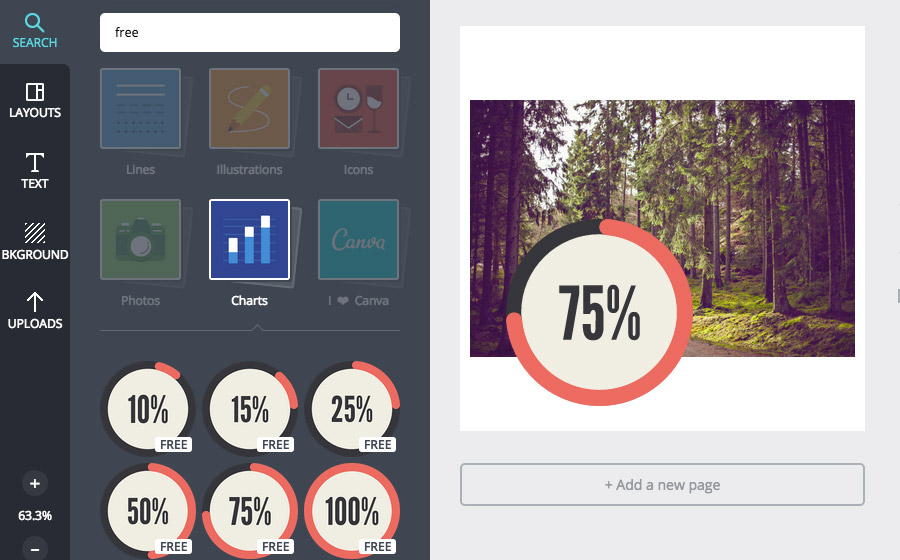 SEARCH
free
LAYOUTS
TEXT
BKGROUND
UPLOADS
63.3%
Lines
Illustrations
Icons
Canva
Photos
Charts
I ❤ Canva
10%
FREE
15%
FREE
25%
FREE
50%
FREE
75%
FREE
100%
FREE
75%
+ Add a new page